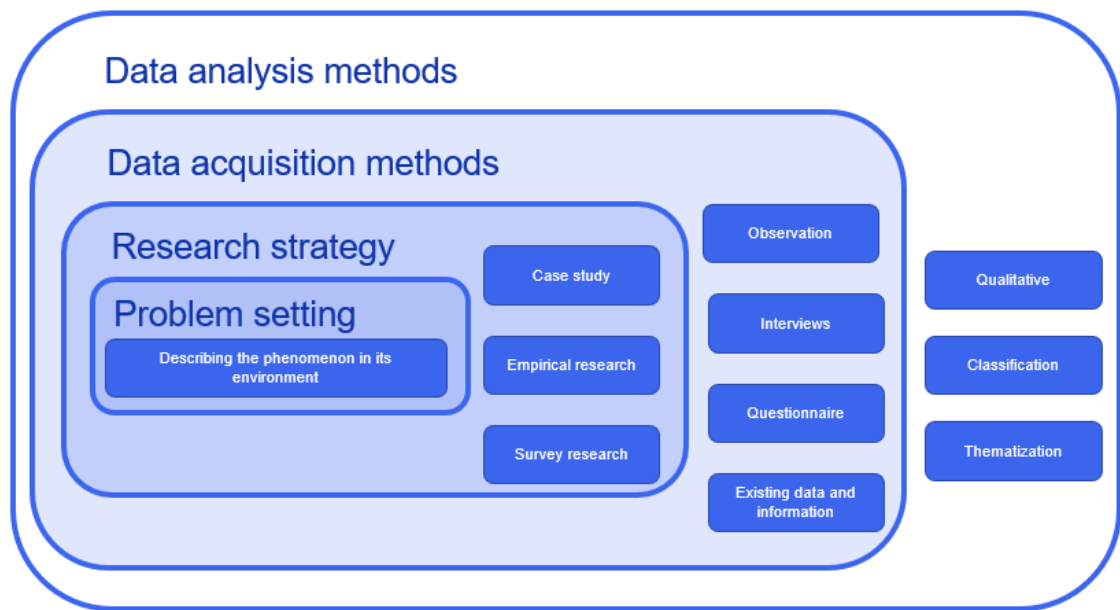 Data analysis methods
Data acquisition methods
Research strategy
Problem setting
Describing the phenomenon in its
environment
Case study
Empirical research
Survey research
Observation
Interviews
Questionnaire
Existing data and
information
Qualitative
Classification
Thematization